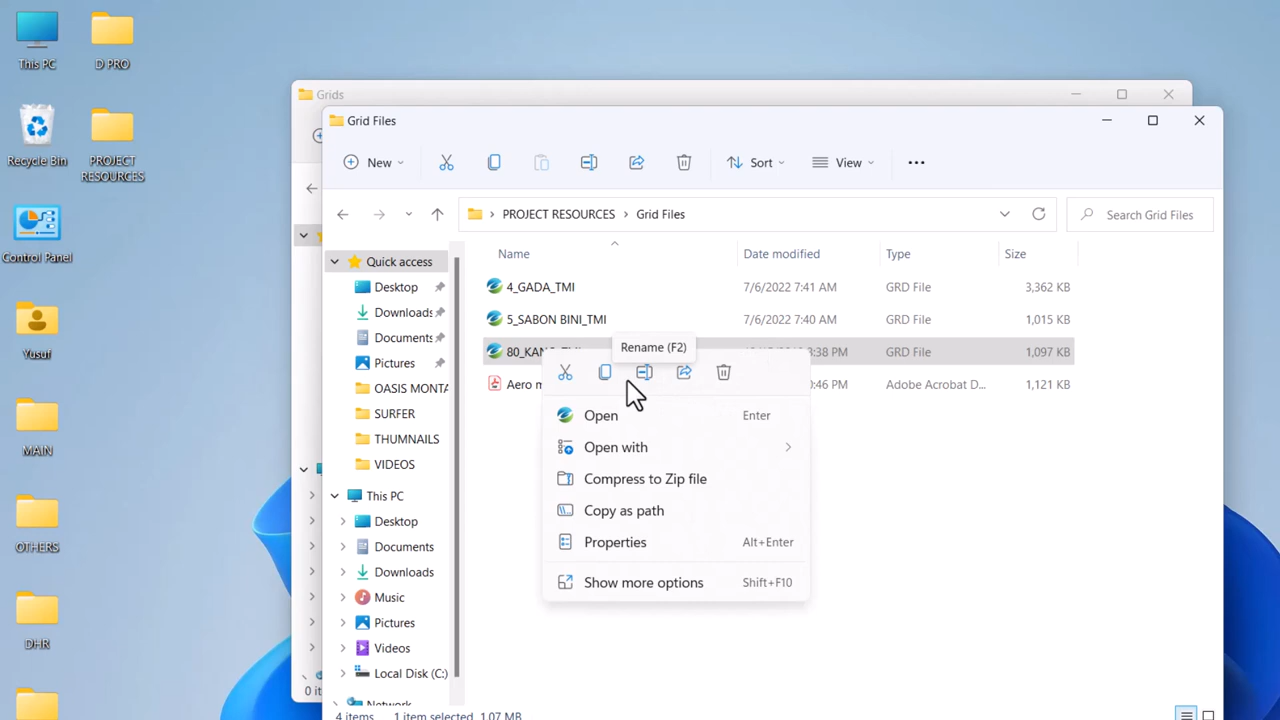 This PC
D PRO
Recycle Bin
PROJECT
RESOURCES
Control Panel
Yusuf
MAIN
OTHERS
DHR
Grids
Grid Files
New
Sort
View
PROJECT RESOURCES > Grid Files
Search Grid Files
Name
Date modified
Type
Size
Quick access
Desktop
Downloads
Documents
Pictures
OASIS MONTA
SURFER
THUMNAILS
VIDEOS
This PC
Desktop
Documents
Downloads
Music
Pictures
Videos
Local Disk (C:)
Network
4_GADA_TMI 7/6/2022 7:41 AM GRD File 3,362 KB
5_SABON BINI_TMI 7/6/2022 7:40 AM GRD File 1,015 KB
3:38 PM GRD File 1,097 KB
Aero :46 PM Adobe Acrobat D... 1,121 KB
Rename (F2)
Open Enter
Open with
Compress to Zip file
Copy as path
Properties Alt+Enter
Show more options Shift+F10
4 items 1 item selected 1.07 MB